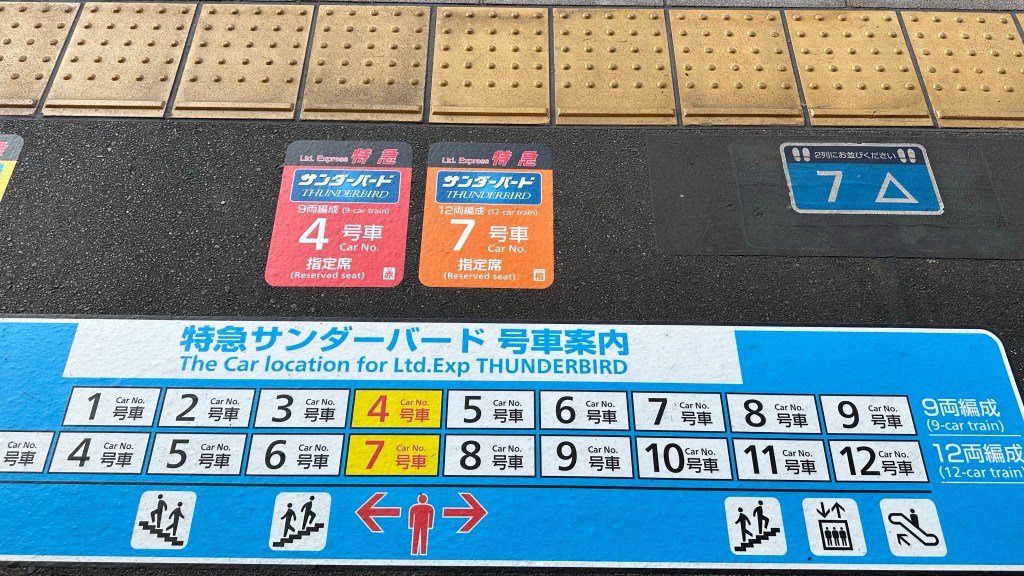 Ltd. Express 特急
サンダーバード
THUNDERBIRD
9両編成 (9-car train)
4 号車
Car No.
指定席
(Reserved seat)
赤
Ltd. Express 特急
サンダーバード
THUNDERBIRD
12両編成 (12-car train)
7 号車
Car No.
指定席
(Reserved seat)
橙
2列にお並びください
7 △
特急サンダーバード 号車案内
The Car location for Ltd.Exp THUNDERBIRD
1 Car No. 号車 2 Car No. 号車 3 Car No. 号車 4 Car No. 号車 5 Car No. 号車 6 Car No. 号車 7 Car No. 号車 8 Car No. 号車 9 Car No. 号車 9両編成 (9-car train)
Car No. 号車 4 Car No. 号車 5 Car No. 号車 6 Car No. 号車 7 Car No. 号車 8 Car No. 号車 9 Car No. 号車 10 Car No. 号車 11 Car No. 号車 12 Car No. 号車 12両編成 (12-car train)